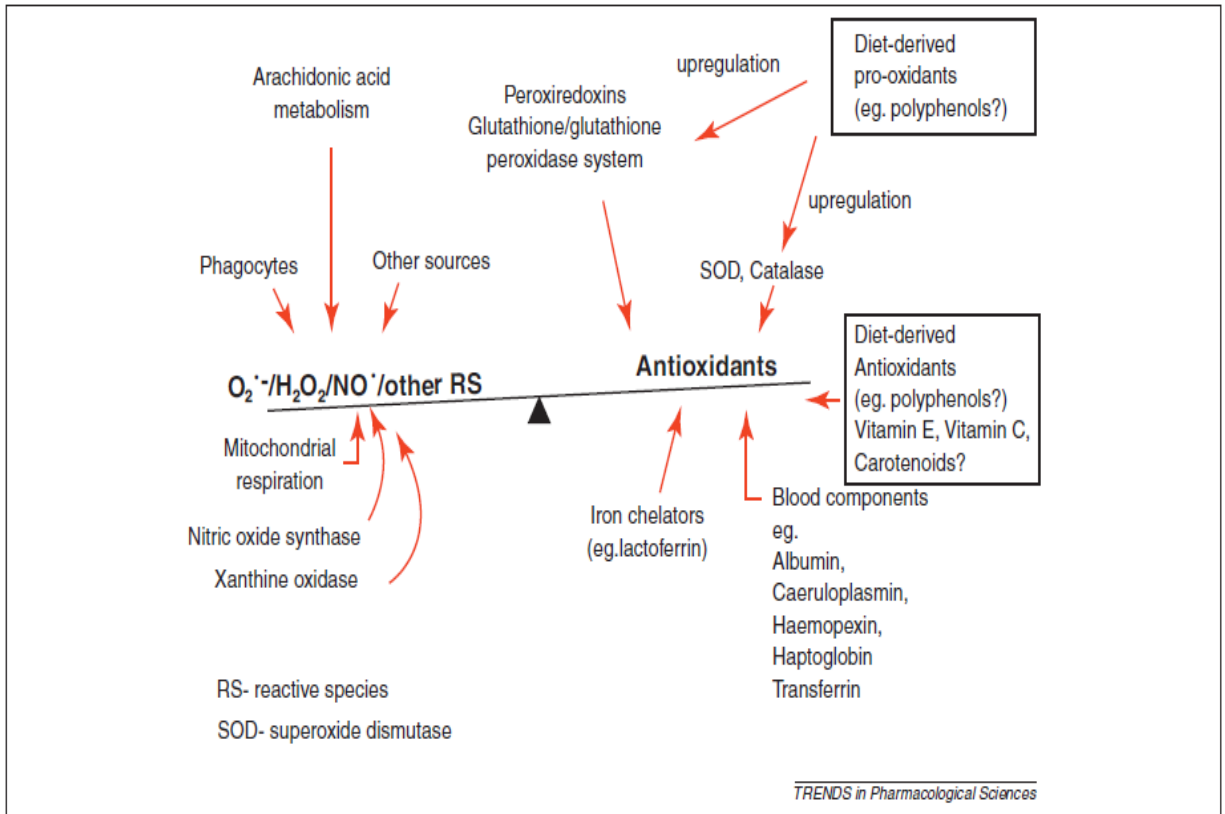 Arachidonic acid
metabolism
Phagocytes
Other sources
Peroxiredoxins
Glutathione/glutathione
peroxidase system
upregulation
Diet-derived
pro-oxidants
(eg. polyphenols?)
upregulation
SOD, Catalase
O₂˙⁻/H₂O₂/NO˙/other RS
Antioxidants
Diet-derived
Antioxidants
(eg. polyphenols?)
Vitamin E, Vitamin C,
Carotenoids?
Mitochondrial
respiration
Nitric oxide synthase
Xanthine oxidase
Iron chelators
(eg.lactoferrin)
Blood components
eg.
Albumin,
Caeruloplasmin,
Haemopexin,
Haptoglobin
Transferrin
RS- reactive species
SOD- superoxide dismutase
TRENDS in Pharmacological Sciences